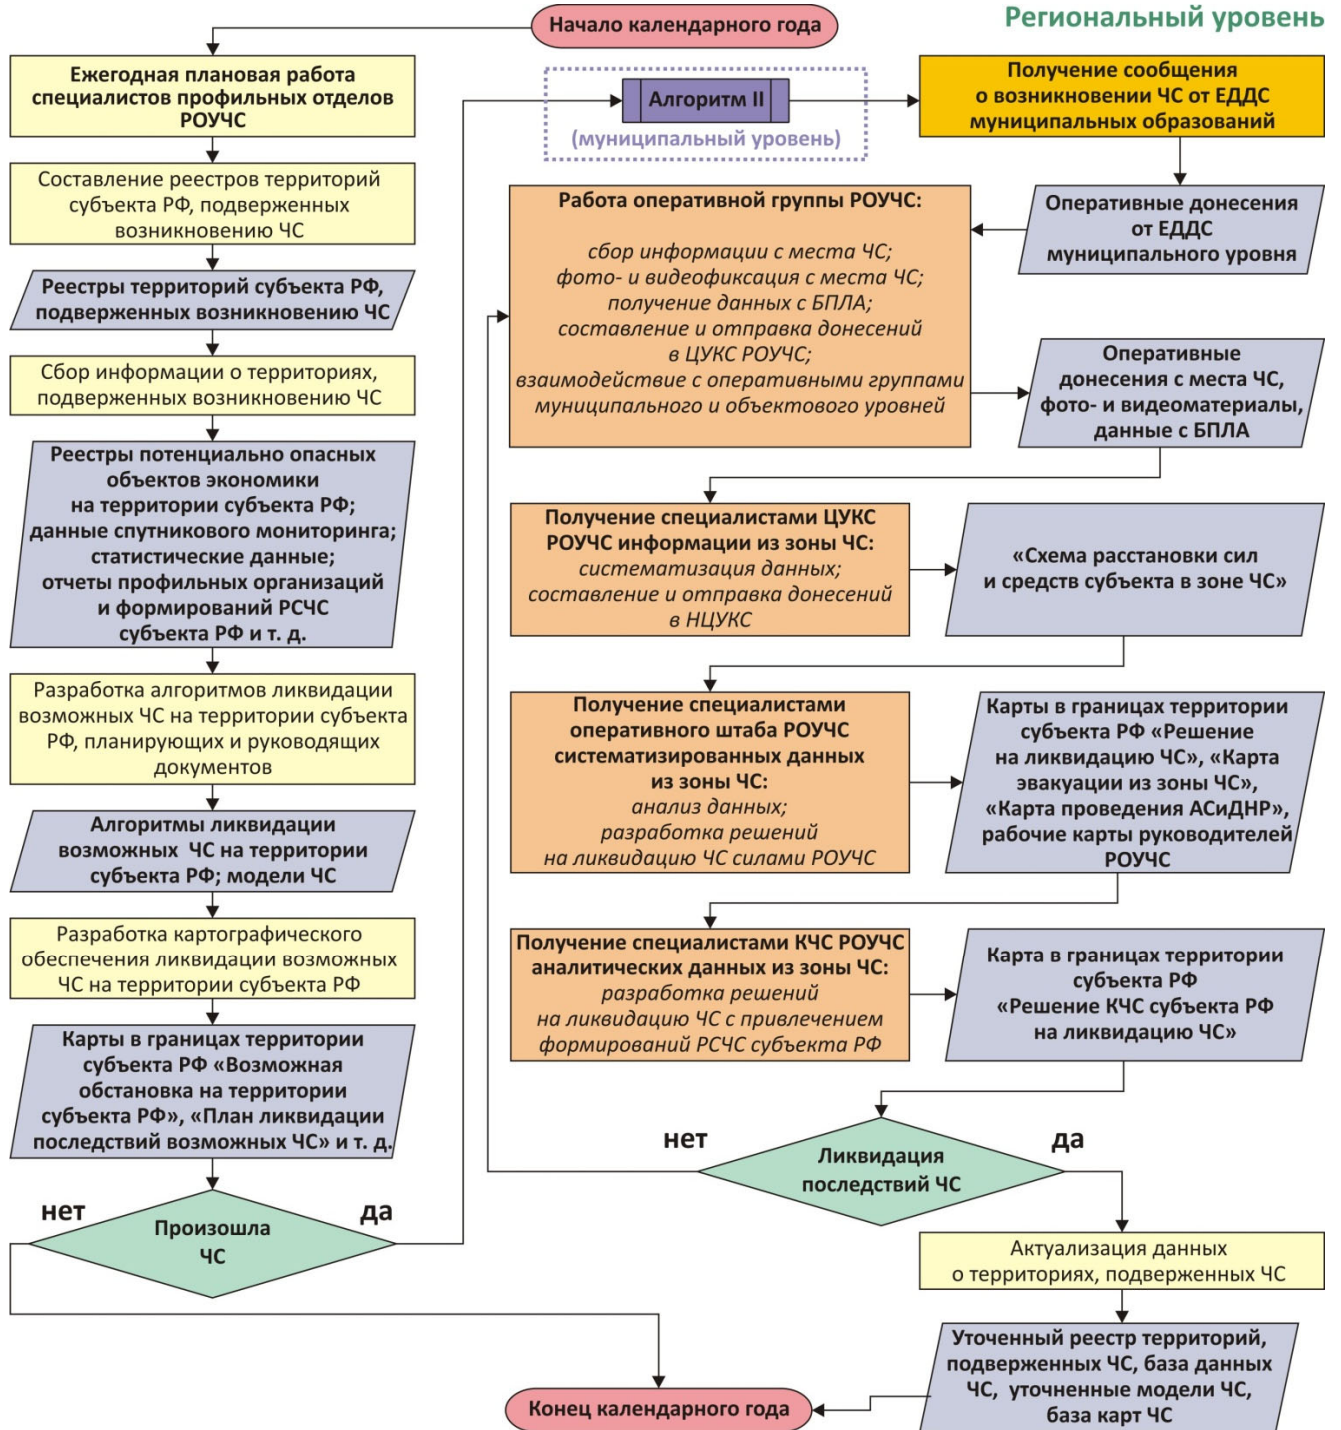 Начало календарного года
Региональный уровень
Ежегодная плановая работа
специалистов профильных отделов
РОУЧС
Составление реестров территорий
субъекта РФ, подверженных
возникновению ЧС
Реестры территорий субъекта РФ,
подверженных возникновению ЧС
Сбор информации о территориях,
подверженных возникновению ЧС
Реестры потенциально опасных
объектов экономики
на территории субъекта РФ;
данные спутникового мониторинга;
статистические данные;
отчеты профильных организаций
и формирований РСЧС
субъекта РФ и т. д.
Разработка алгоритмов ликвидации
возможных ЧС на территории субъекта
РФ, планирующих и руководящих
документов
Алгоритмы ликвидации
возможных ЧС на территории
субъекта РФ; модели ЧС
Разработка картографического
обеспечения ликвидации возможных
ЧС на территории субъекта РФ
Карты в границах территории
субъекта РФ «Возможная
обстановка на территории
субъекта РФ», «План ликвидации
последствий возможных ЧС» и т. д.
нет
да
Произошла
ЧС
Алгоритм II
(муниципальный уровень)
Получение сообщения
о возникновении ЧС от ЕДДС
муниципальных образований
Оперативные донесения
от ЕДДС
муниципального уровня
Работа оперативной группы РОУЧС:
сбор информации с места ЧС;
фото- и видеофиксация с места ЧС;
получение данных с БПЛА;
составление и отправка донесений
в ЦУКС РОУЧС;
взаимодействие с оперативными группами
муниципального и объектового уровней
Оперативные
донесения с места ЧС,
фото- и видеоматериалы,
данные с БПЛА
Получение специалистами ЦУКС
РОУЧС информации из зоны ЧС:
систематизация данных;
составление и отправка донесений
в НЦУКС
«Схема расстановки сил
и средств субъекта в зоне ЧС»
Получение специалистами
оперативного штаба РОУЧС
систематизированных данных
из зоны ЧС:
анализ данных;
разработка решений
на ликвидацию ЧС силами РОУЧС
Карты в границах территории
субъекта РФ «Решение
на ликвидацию ЧС», «Карта
эвакуации из зоны ЧС»,
«Карта проведения АСиДНР»,
рабочие карты руководителей
РОУЧС
Получение специалистами КЧС РОУЧС
аналитических данных из зоны ЧС:
разработка решений
на ликвидацию ЧС с привлечением
формирований РСЧС субъекта РФ
Карта в границах территории
субъекта РФ
«Решение КЧС субъекта РФ
на ликвидацию ЧС»
нет
да
Ликвидация
последствий ЧС
Актуализация данных
о территориях, подверженных ЧС
Уточненный реестр территорий,
подверженных ЧС, база данных
ЧС, уточненные модели ЧС,
база карт ЧС
Конец календарного года